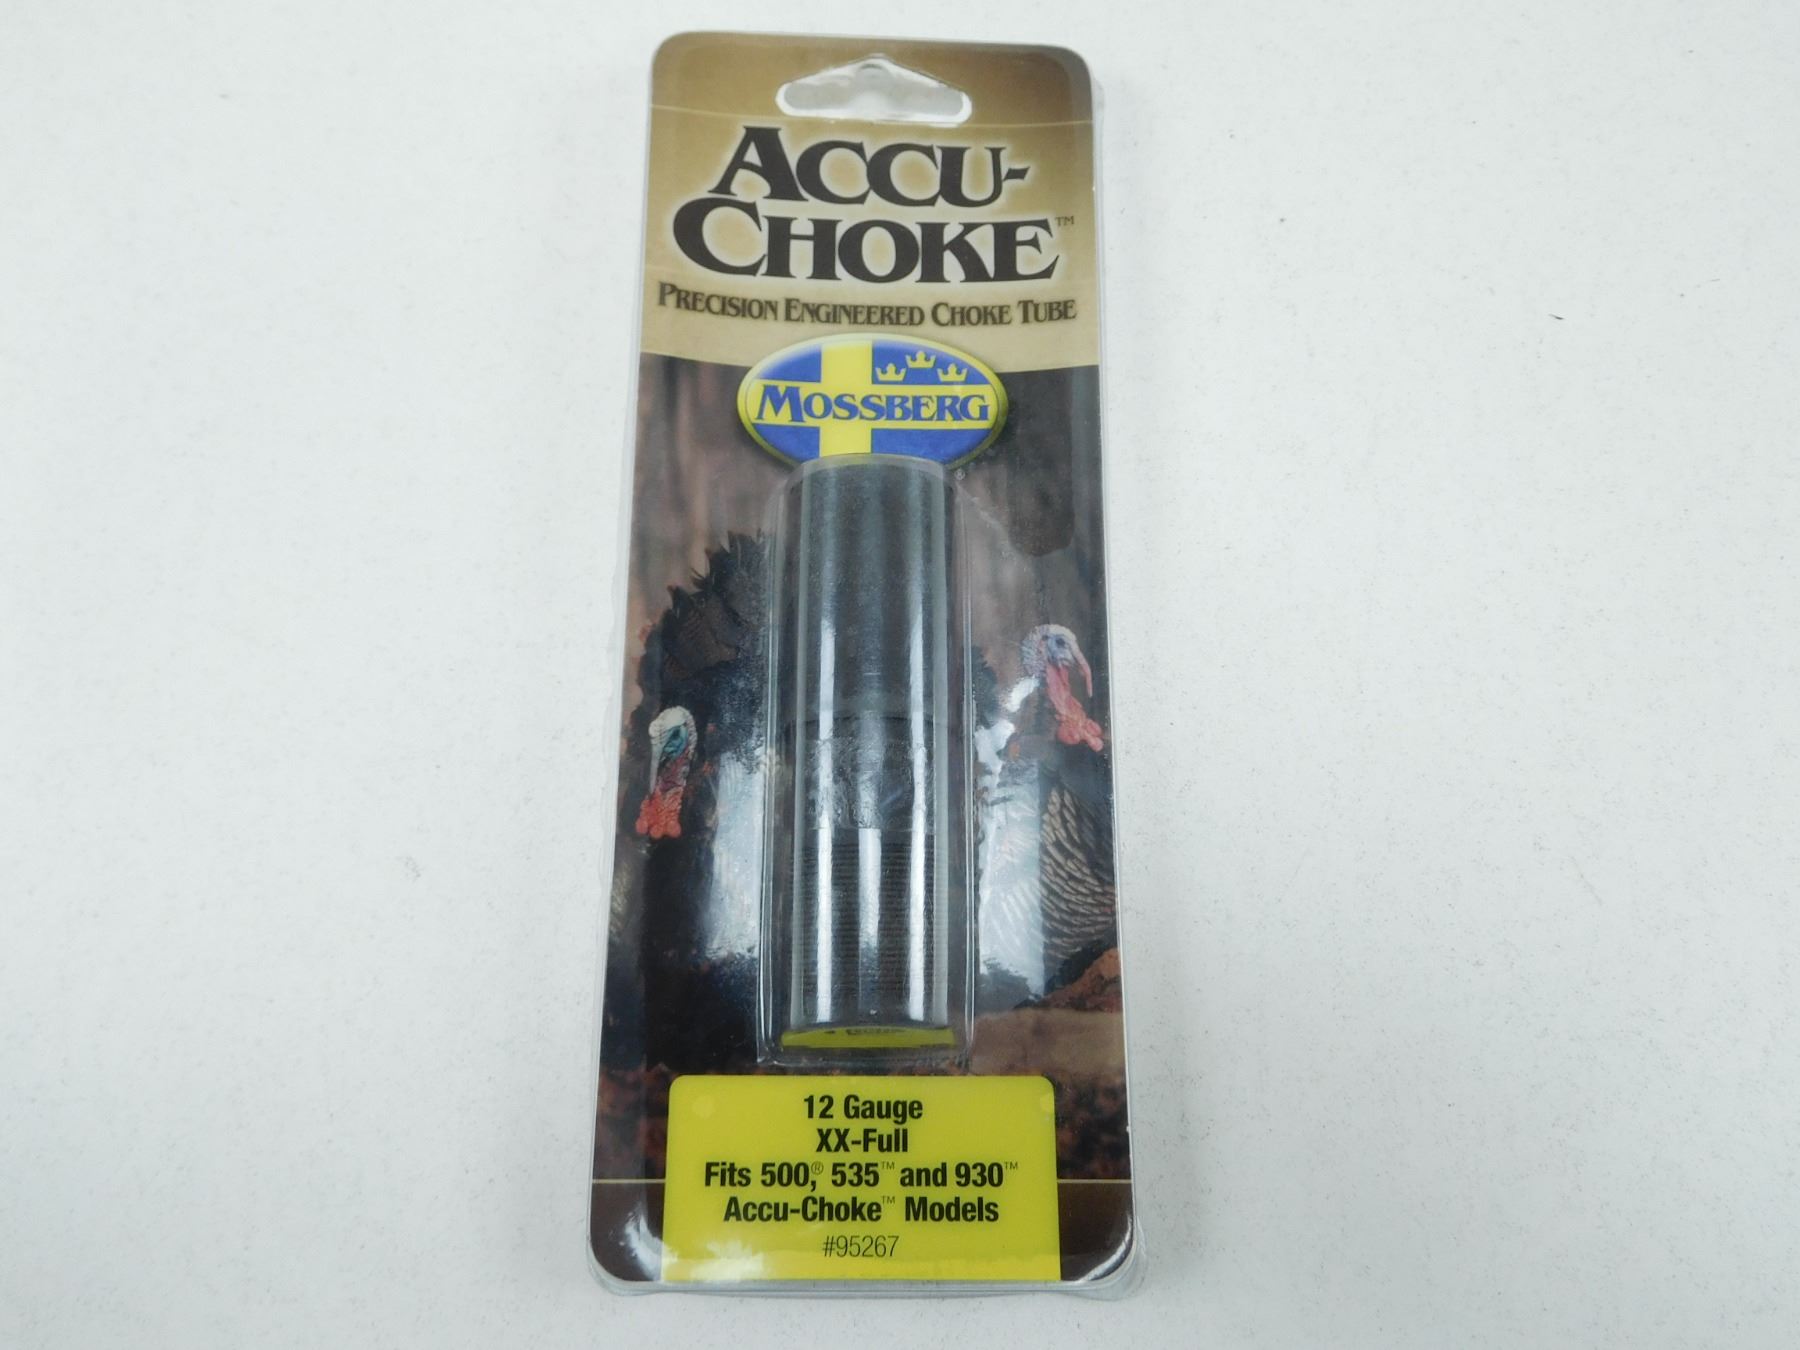 ACCU-
CHOKE™
PRECISION ENGINEERED CHOKE TUBE
MOSSBERG
®
12 Gauge
XX-Full
Fits 500,® 535™ and 930™
Accu-Choke™ Models
#95267